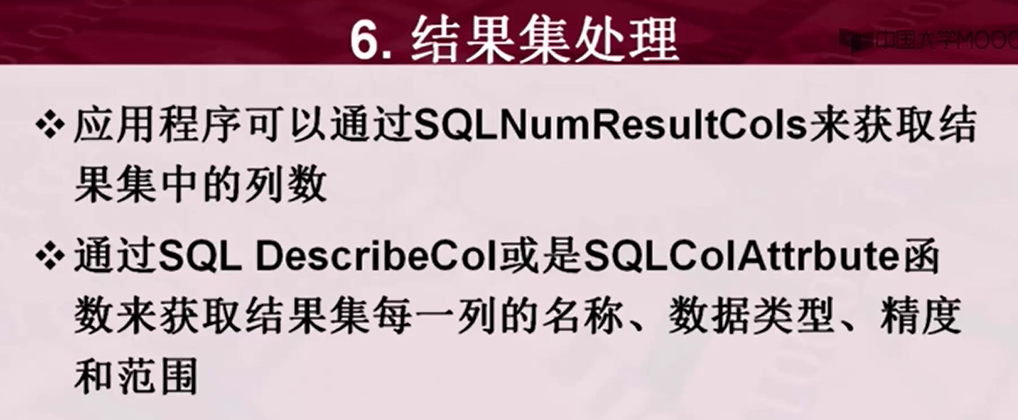 6. 结果集处理
中国大学MOOC
❖应用程序可以通过SQLNumResultCols来获取结
果集中的列数
❖通过SQL DescribeCol或是SQLColAttrbute函
数来获取结果集每一列的名称、数据类型、精度
和范围